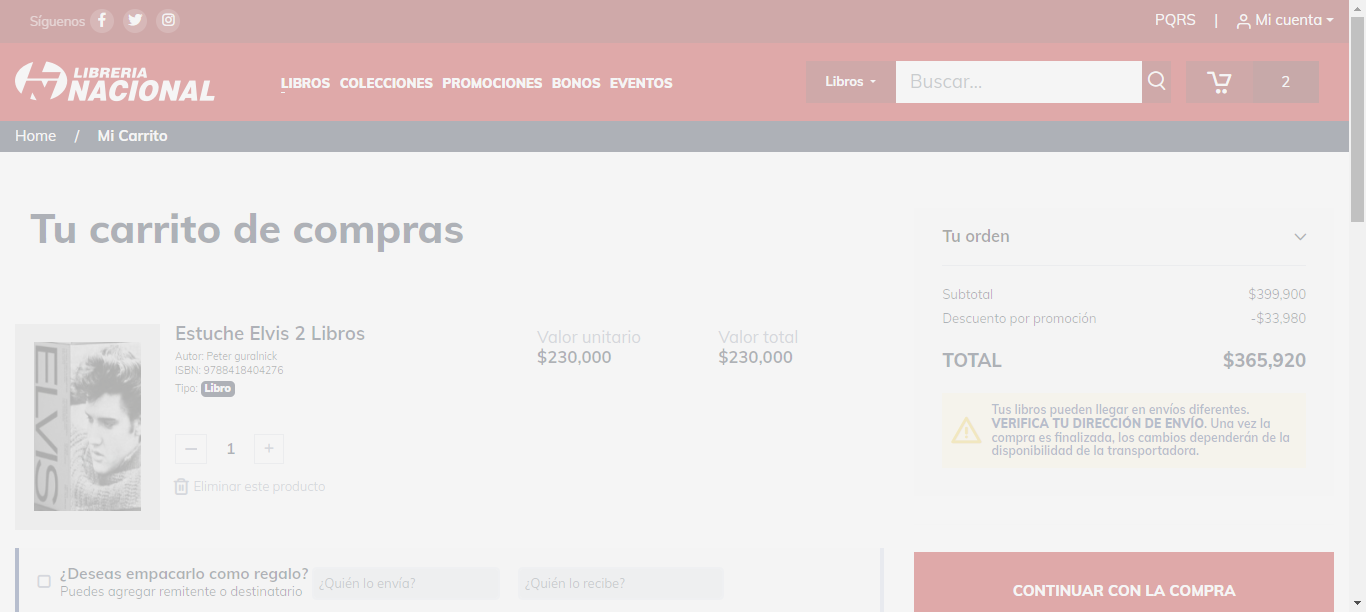 Síguenos
PQRS | Mi cuenta
LIBRERIA
NACIONAL
LIBROS COLECCIONES PROMOCIONES BONOS EVENTOS
Libros Buscar... 2
Home / Mi Carrito
Tu carrito de compras
Estuche Elvis 2 Libros
Autor: Peter guralnick
ISBN: 9788418404276
Tipo: Libro
Valor unitario
$230,000
Valor total
$230,000
ELVIS
— 1 +
Eliminar este producto
¿Deseas empacarlo como regalo?
Puedes agregar remitente o destinatario
¿Quién lo envía?
¿Quién lo recibe?
Tu orden
Subtotal $399,900
Descuento por promoción -$33,980
TOTAL $365,920
Tus libros pueden llegar en envíos diferentes.
VERIFICA TU DIRECCIÓN DE ENVÍO. Una vez la
compra es finalizada, los cambios dependerán de la
disponibilidad de la transportadora.
CONTINUAR CON LA COMPRA